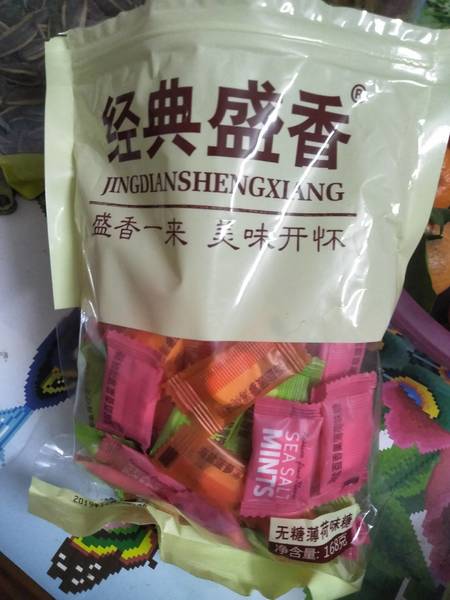 经典盛香®
JINGDIANSHENGXIANG
盛香一来 美味开怀
SEA SALT
MINTS
无糖薄荷味糖
净含量: 168克